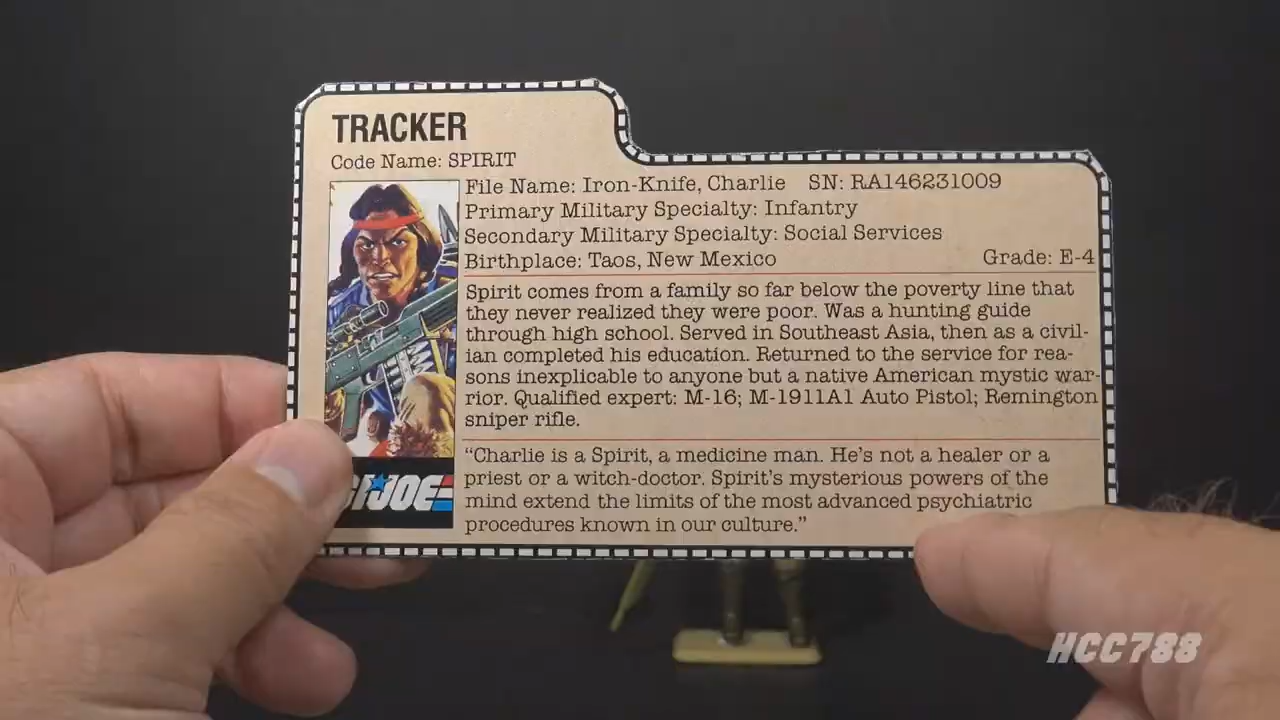 TRACKER
Code Name: SPIRIT
File Name: Iron-Knife, Charlie SN: RA146231009
Primary Military Specialty: Infantry
Secondary Military Specialty: Social Services
Birthplace: Taos, New Mexico Grade: E-4
Spirit comes from a family so far below the poverty line that
they never realized they were poor. Was a hunting guide
through high school. Served in Southeast Asia, then as a civil-
ian completed his education. Returned to the service for rea-
sons inexplicable to anyone but a native American mystic war-
rior. Qualified expert: M-16; M-1911A1 Auto Pistol; Remington
sniper rifle.
"Charlie is a Spirit, a medicine man. He's not a healer or a
priest or a witch-doctor. Spirit's mysterious powers of the
mind extend the limits of the most advanced psychiatric
procedures known in our culture."
GI JOE
HCC788